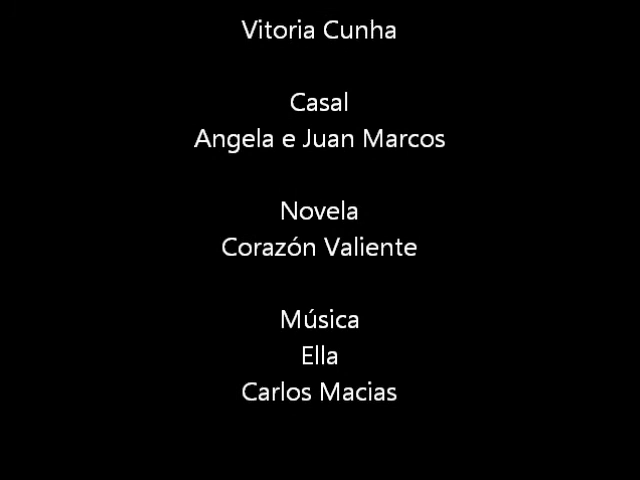 Vitoria Cunha
Casal
Angela e Juan Marcos
Novela
Corazón Valiente
Música
Ella
Carlos Macias